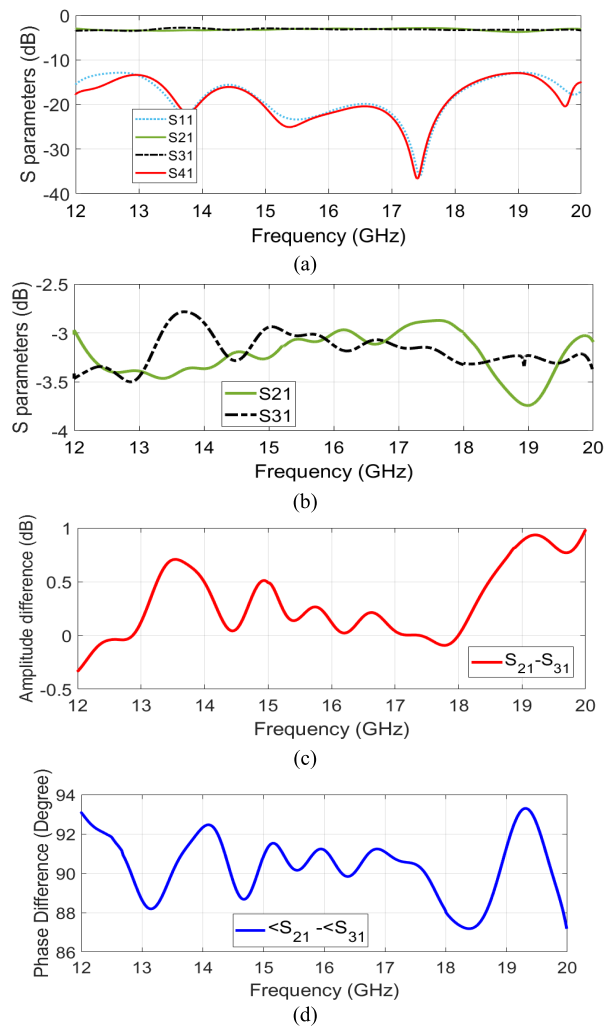 0
-10
-20
-30
-40
S parameters (dB)
S11
S21
S31
S41
12 13 14 15 16 17 18 19 20
Frequency (GHz)
(a)
-2.5
-3
-3.5
-4
S parameters (dB)
S21
S31
12 13 14 15 16 17 18 19 20
Frequency (GHz)
(b)
1
0.5
0
-0.5
Amplitude difference (dB)
S21-S31
12 13 14 15 16 17 18 19 20
Frequency (GHz)
(c)
94
92
90
88
86
Phase Difference (Degree)
<S21 -<S31
12 13 14 15 16 17 18 19 20
Frequency (GHz)
(d)